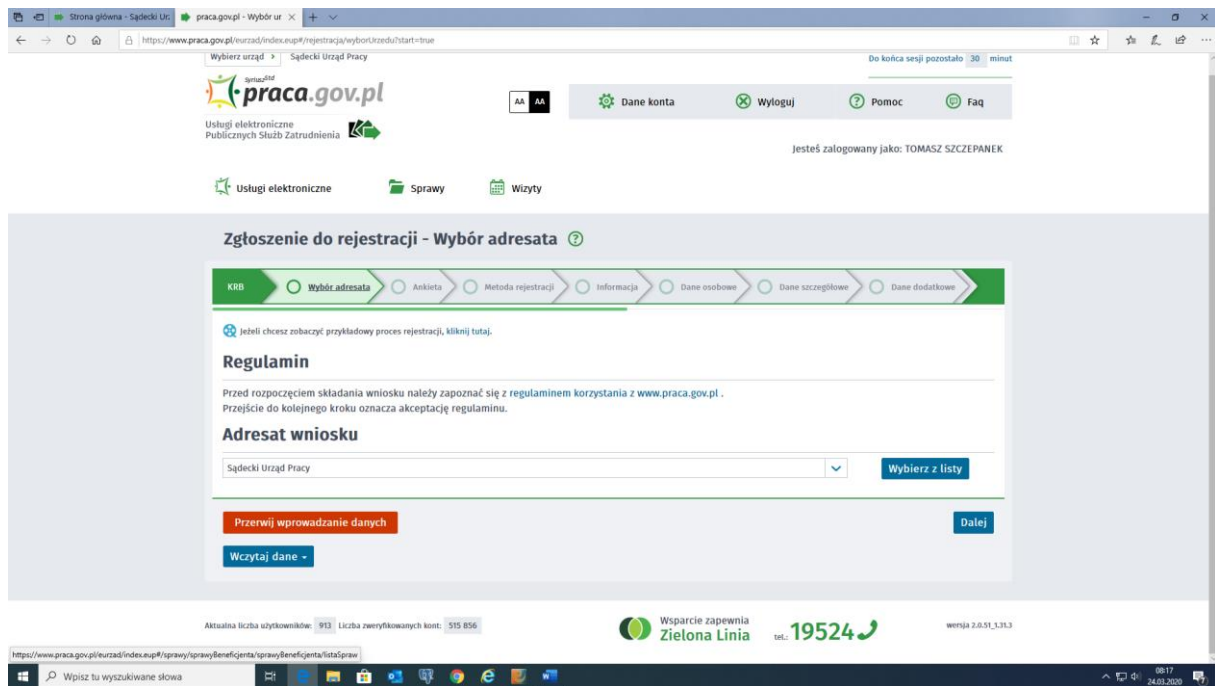 Strona główna - Sądecki Urz
praca.gov.pl - Wybór ur
https://www.praca.gov.pl/eurzad/index.eup#/rejestracja/wyborUrzedu?start=true
Wybierz urząd > Sądecki Urząd Pracy
Do końca sesji pozostało 30 minut
Syriusz Std
praca.gov.pl
AA AA
Dane konta
Wyloguj
Pomoc
Faq
Usługi elektroniczne
Publicznych Służb Zatrudnienia
Jesteś zalogowany jako: TOMASZ SZCZEPANEK
Usługi elektroniczne
Sprawy
Wizyty
Zgłoszenie do rejestracji - Wybór adresata
KRB
Wybór adresata
Ankieta
Metoda rejestracji
Informacja
Dane osobowe
Dane szczegółowe
Dane dodatkowe
Jeżeli chcesz zobaczyć przykładowy proces rejestracji, kliknij tutaj.
Regulamin
Przed rozpoczęciem składania wniosku należy zapoznać się z regulaminem korzystania z www.praca.gov.pl .
Przejście do kolejnego kroku oznacza akceptację regulaminu.
Adresat wniosku
Sądecki Urząd Pracy
Wybierz z listy
Przerwij wprowadzanie danych
Dalej
Wczytaj dane
Aktualna liczba użytkowników: 913 Liczba zweryfikowanych kont: 515 856
Wsparcie zapewnia
Zielona Linia
tel.: 19524
wersja 2.0.51_1.31.3
https://www.praca.gov.pl/eurzad/index.eup#/sprawy/sprawyBeneficjenta/sprawyBeneficjenta/listaSpraw
Wpisz tu wyszukiwane słowa
08:17
24.03.2020